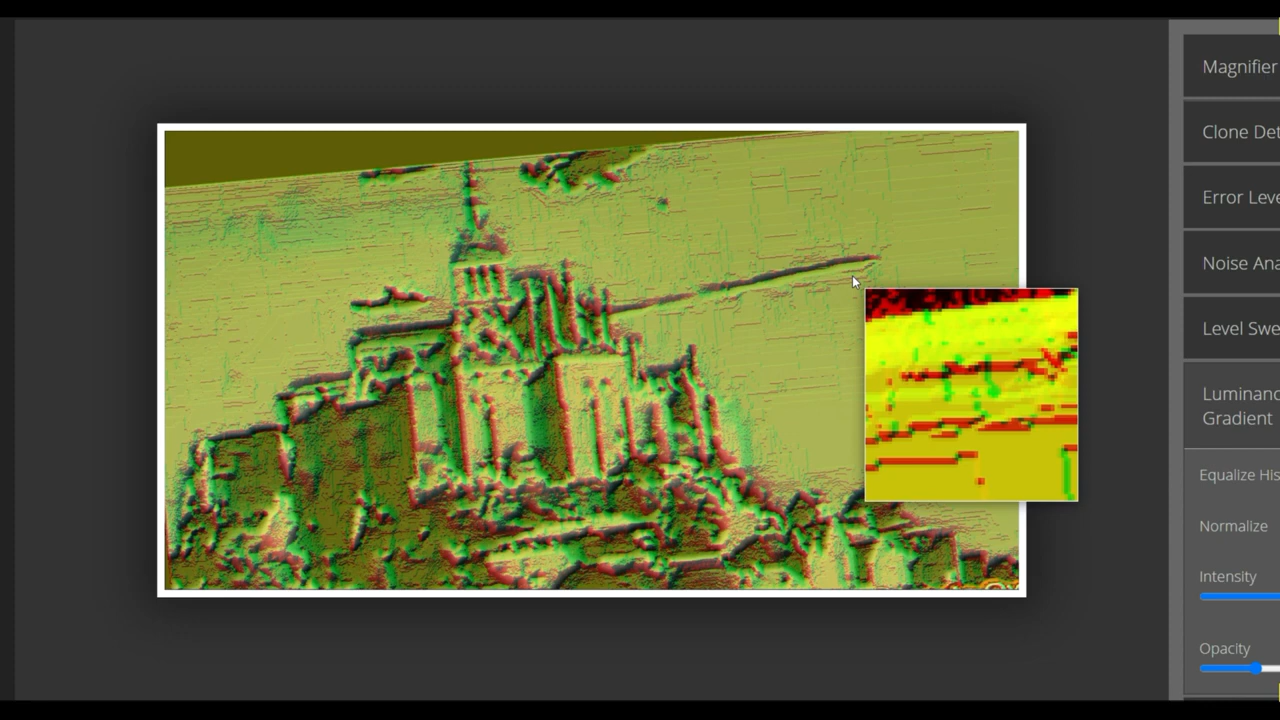 Magnifier
Clone Det
Error Leve
Noise Ana
Level Swe
Luminanc
Gradient
Equalize His
Normalize
Intensity
Opacity